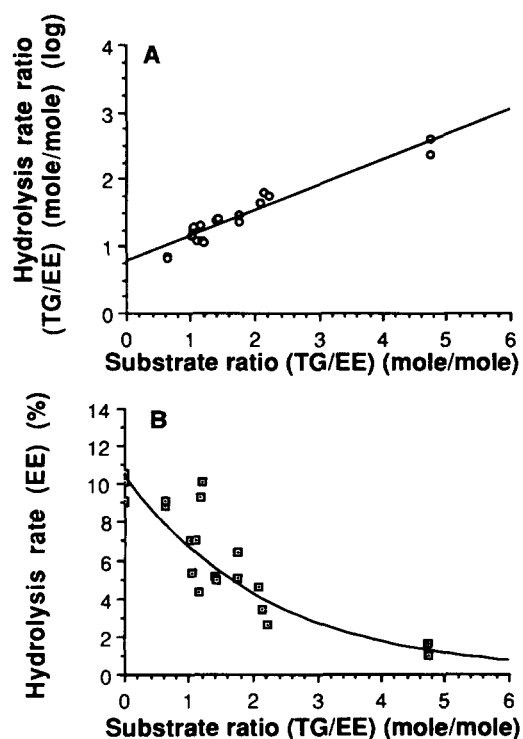 A
Hydrolysis rate ratio
(TG/EE) (mole/mole) (log)
4
3
2
1
0
0 1 2 3 4 5 6
Substrate ratio (TG/EE) (mole/mole)
B
Hydrolysis rate (EE) (%)
14
12
10
8
6
4
2
0
0 1 2 3 4 5 6
Substrate ratio (TG/EE) (mole/mole)